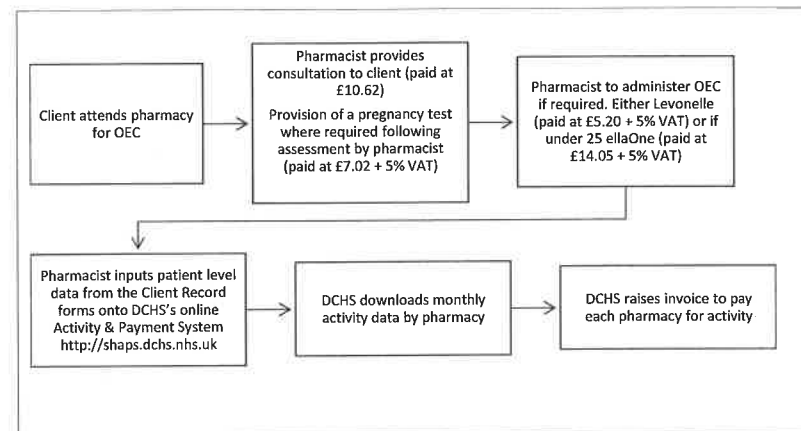 Client attends pharmacy
for OEC
Pharmacist provides
consultation to client (paid at
£10.62)
Provision of a pregnancy test
where required following
assessment by pharmacist
(paid at £7.02 + 5% VAT)
Pharmacist to administer OEC
if required. Either Levonelle
(paid at £5.20 + 5% VAT) or if
under 25 ellaOne (paid at
£14.05 + 5% VAT)
Pharmacist inputs patient level
data from the Client Record
forms onto DCHS's online
Activity & Payment System
http://shaps.dchs.nhs.uk
DCHS downloads monthly
activity data by pharmacy
DCHS raises invoice to pay
each pharmacy for activity